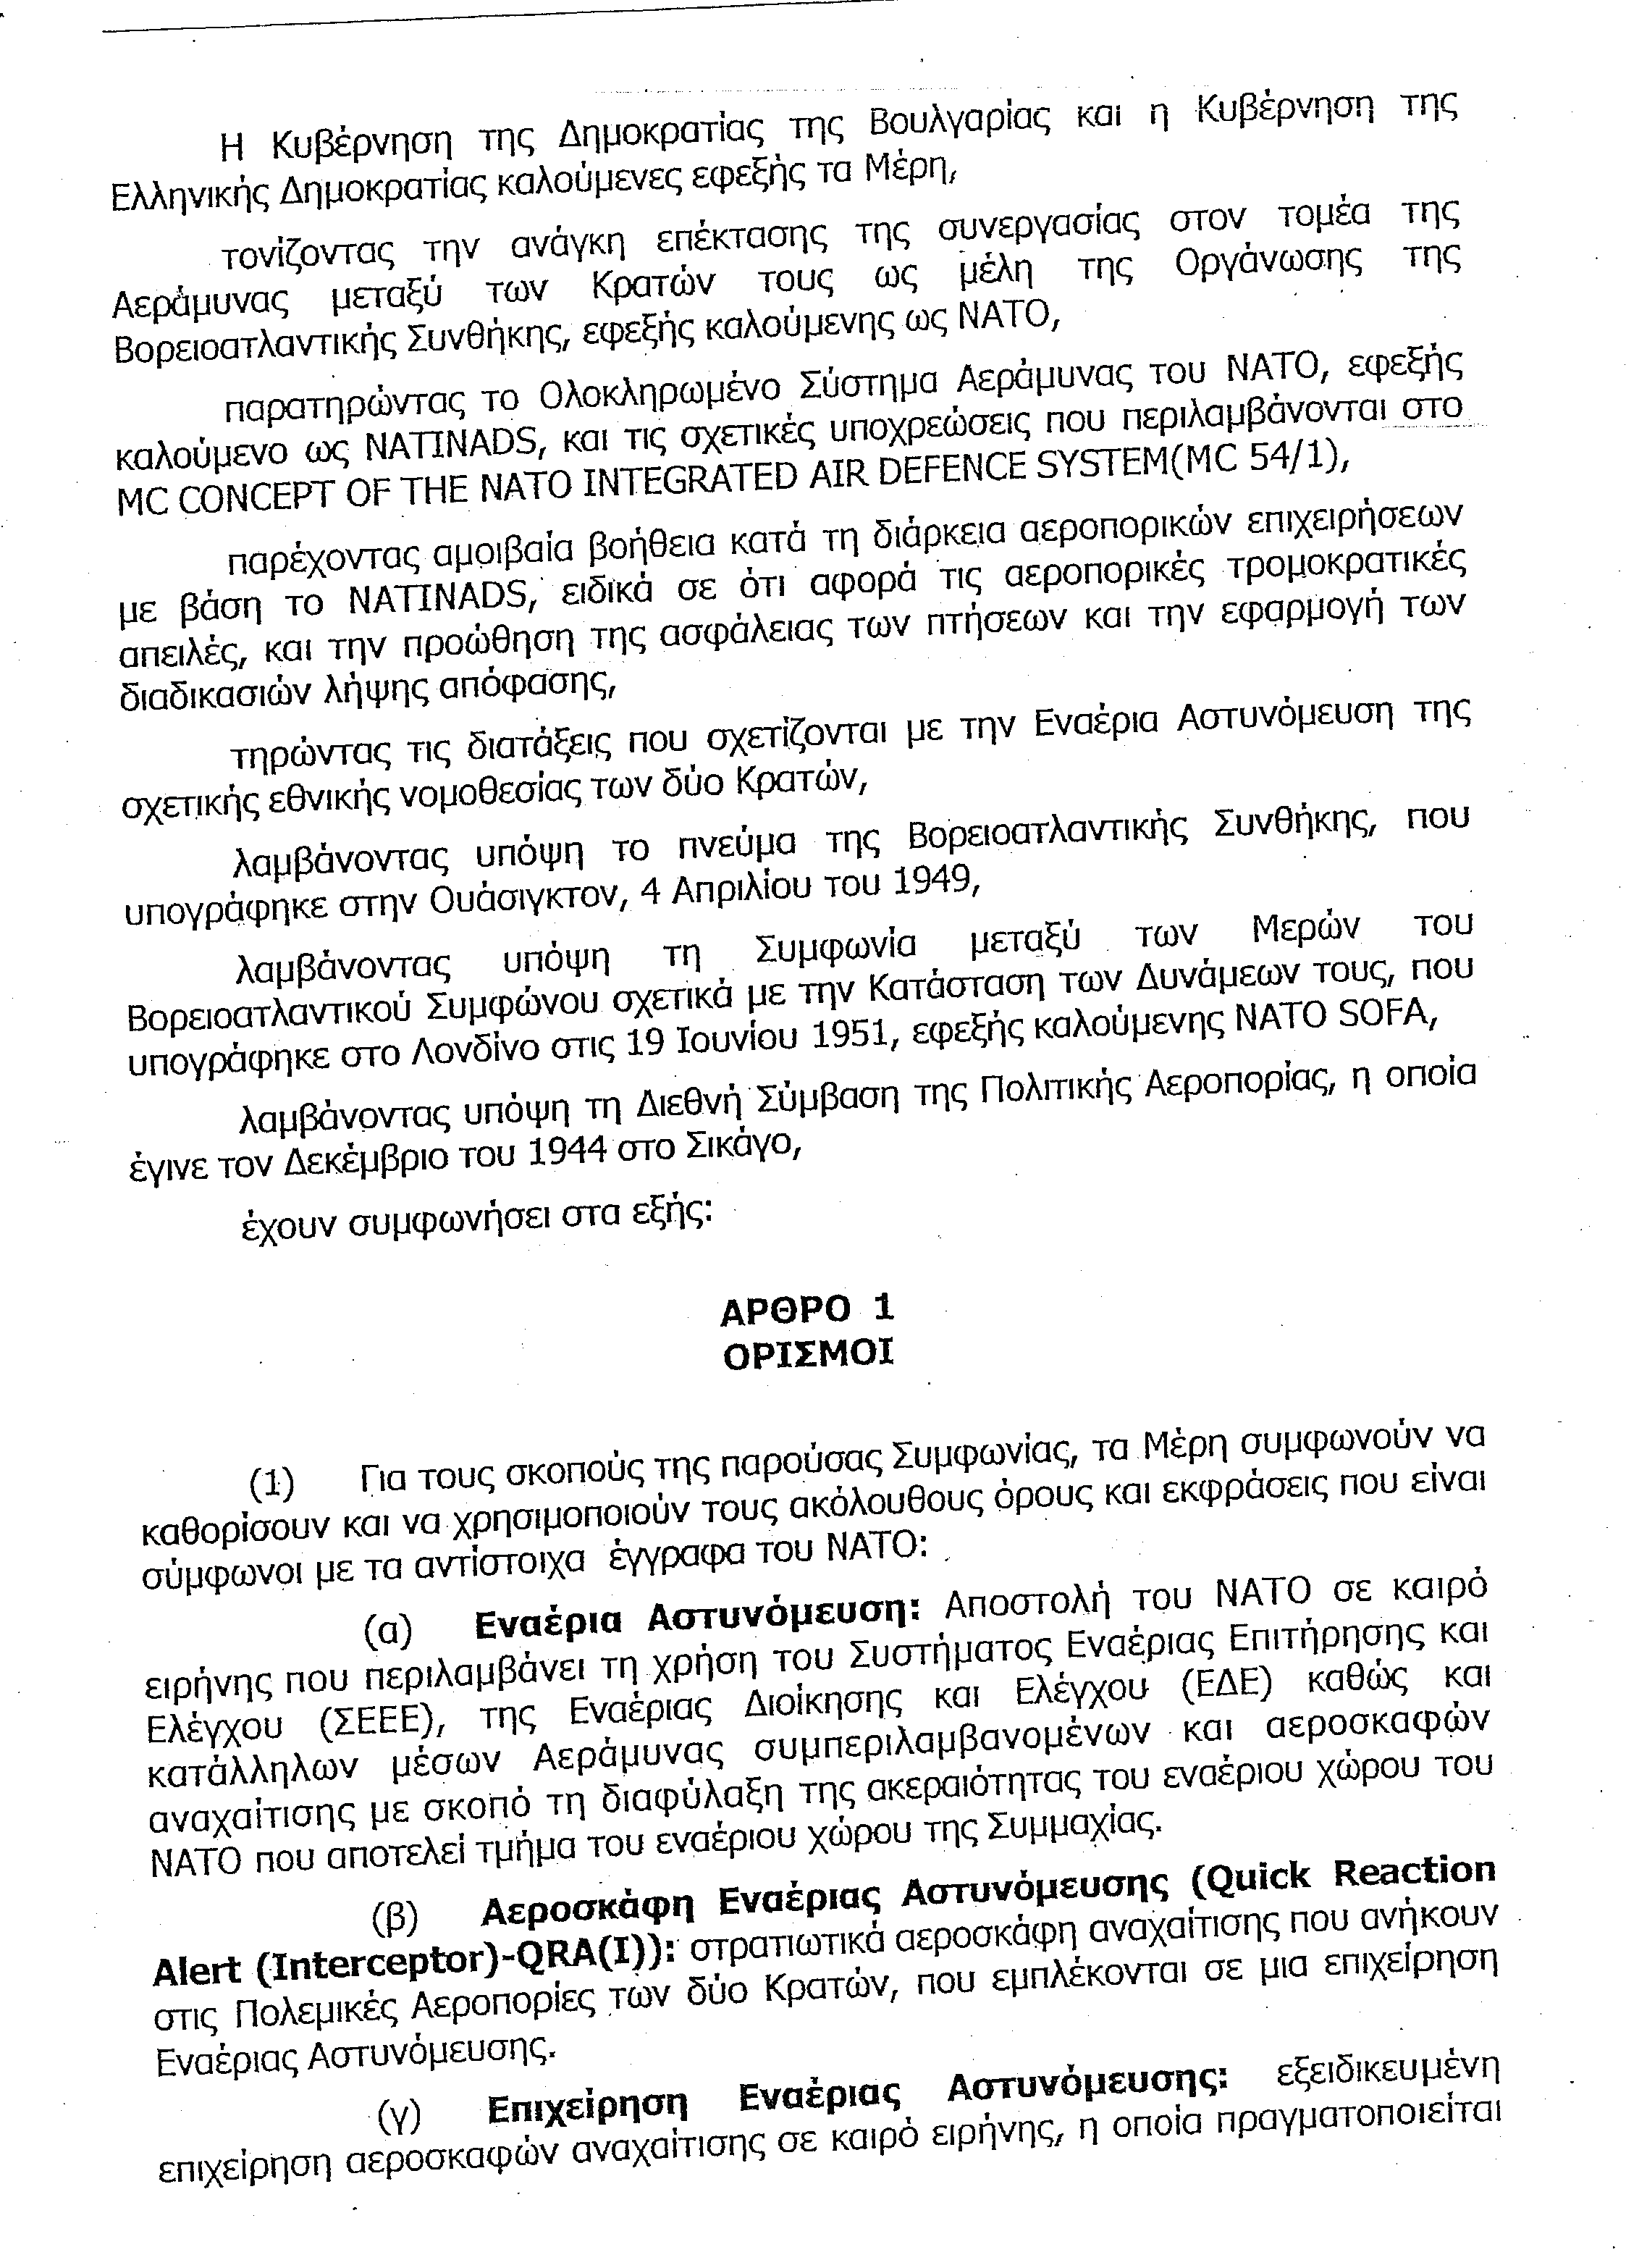 Η Κυβέρνηση της Δημοκρατίας της Βουλγαρίας και η Κυβέρνηση της
Ελληνικής Δημοκρατίας καλούμενες εφεξής τα Μέρη,
τονίζοντας την ανάγκη επέκτασης της συνεργασίας στον τομέα της
Αεράμυνας μεταξύ των Κρατών τους ως μέλη της Οργάνωσης της
Βορειοατλαντικής Συνθήκης, εφεξής καλούμενης ως ΝΑΤΟ,
παρατηρώντας το Ολοκληρωμένο Σύστημα Αεράμυνας του ΝΑΤΟ, εφεξής
καλούμενο ως NATINADS, και τις σχετικές υποχρεώσεις που περιλαμβάνονται στο
MC CONCEPT OF THE NATO INTEGRATED AIR DEFENCE SYSTEM(MC 54/1),
παρέχοντας αμοιβαία βοήθεια κατά τη διάρκεια αεροπορικών επιχειρήσεων
με βάση το NATINADS, ειδικά σε ότι αφορά τις αεροπορικές τρομοκρατικές
απειλές, και την προώθηση της ασφάλειας των πτήσεων και την εφαρμογή των
διαδικασιών λήψης απόφασης,
τηρώντας τις διατάξεις που σχετίζονται με την Εναέρια Αστυνόμευση της
σχετικής εθνικής νομοθεσίας των δύο Κρατών,
λαμβάνοντας υπόψη το πνεύμα της Βορειοατλαντικής Συνθήκης, που
υπογράφηκε στην Ουάσιγκτον, 4 Απριλίου του 1949,
λαμβάνοντας υπόψη τη Συμφωνία μεταξύ των Μερών του
Βορειοατλαντικού Συμφώνου σχετικά με την Κατάσταση των Δυνάμεων τους, που
υπογράφηκε στο Λονδίνο στις 19 Ιουνίου 1951, εφεξής καλούμενης NATO SOFA,
λαμβάνοντας υπόψη τη Διεθνή Σύμβαση της Πολιτικής Αεροπορίας, η οποία
έγινε τον Δεκέμβριο του 1944 στο Σικάγο,
έχουν συμφωνήσει στα εξής:
ΑΡΘΡΟ 1
ΟΡΙΣΜΟΙ
(1) Για τους σκοπούς της παρούσας Συμφωνίας, τα Μέρη συμφωνούν να
καθορίσουν και να χρησιμοποιούν τους ακόλουθους όρους και εκφράσεις που είναι
σύμφωνοι με τα αντίστοιχα έγγραφα του ΝΑΤΟ:
(α) Εναέρια Αστυνόμευση: Αποστολή του ΝΑΤΟ σε καιρό
ειρήνης που περιλαμβάνει τη χρήση του Συστήματος Εναέριας Επιτήρησης και
Ελέγχου (ΣΕΕΕ), της Εναέριας Διοίκησης και Ελέγχου (ΕΔΕ) καθώς και
κατάλληλων μέσων Αεράμυνας συμπεριλαμβανομένων και αεροσκαφών
αναχαίτισης με σκοπό τη διαφύλαξη της ακεραιότητας του εναέριου χώρου του
ΝΑΤΟ που αποτελεί τμήμα του εναέριου χώρου της Συμμαχίας.
(β) Αεροσκάφη Εναέριας Αστυνόμευσης (Quick Reaction
Alert (Interceptor)-QRA(I)): στρατιωτικά αεροσκάφη αναχαίτισης που ανήκουν
στις Πολεμικές Αεροπορίες των δύο Κρατών, που εμπλέκονται σε μια επιχείρηση
Εναέριας Αστυνόμευσης.
(γ) Επιχείρηση Εναέριας Αστυνόμευσης: εξειδικευμένη
επιχείρηση αεροσκαφών αναχαίτισης σε καιρό ειρήνης, η οποία πραγματοποιείται